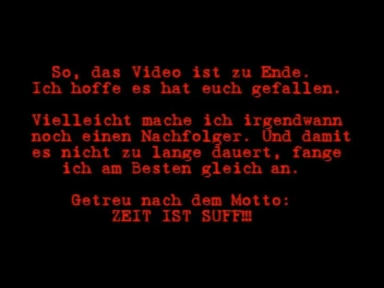 So, das Video ist zu Ende.
Ich hoffe es hat euch gefallen.
Vielleicht mache ich irgendwann
noch einen Nachfolger. Und damit
es nicht zu lange dauert, fange
ich am Besten gleich an.
Getreu nach dem Motto:
ZEIT IST SUFF!!!